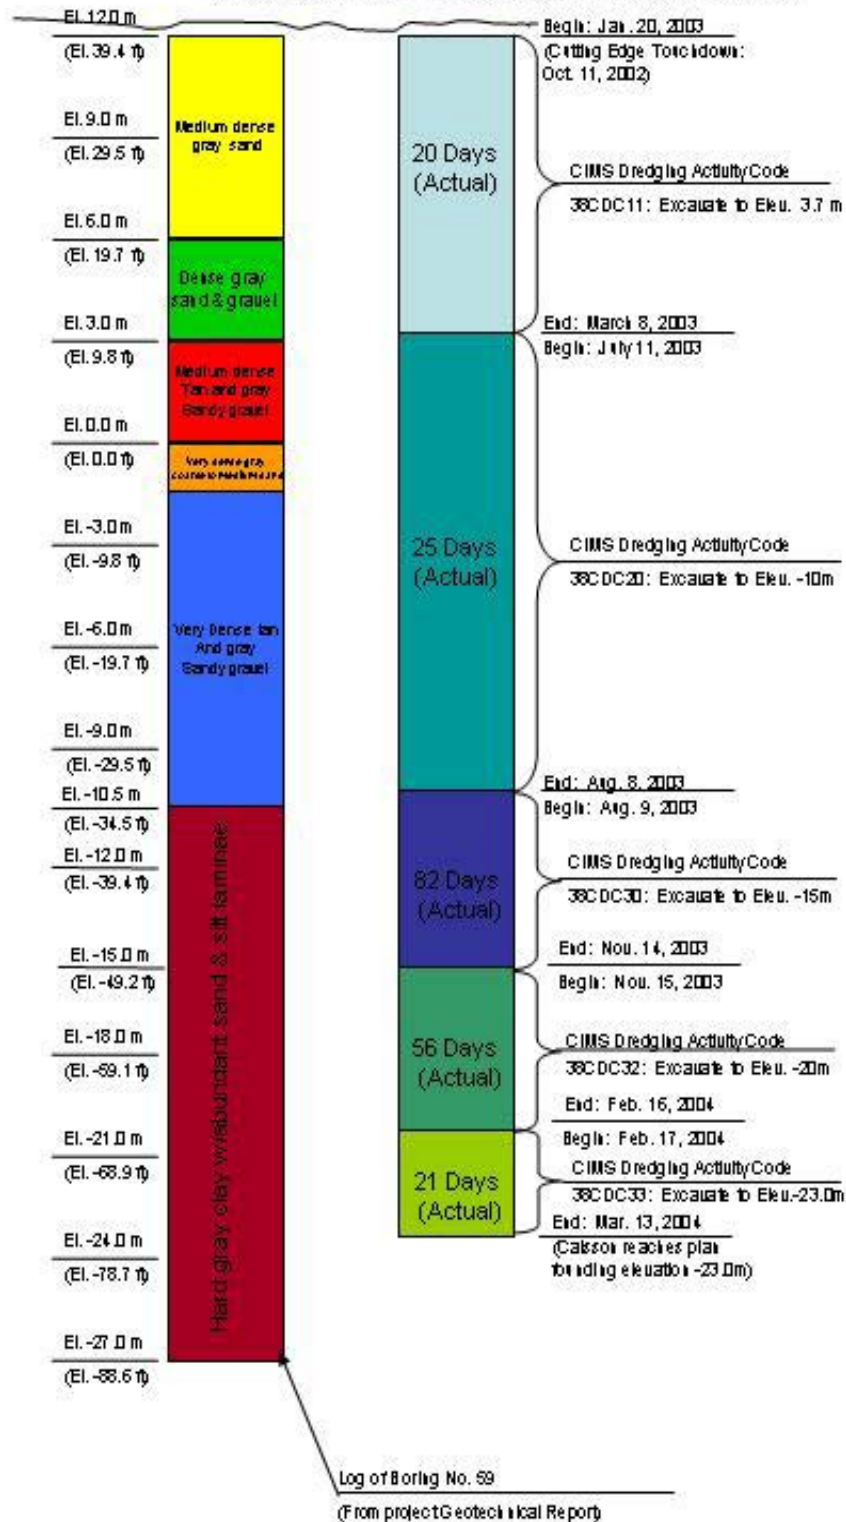 El. 12.0 m
(El. 39.4 ft)
El. 9.0 m
(El. 29.5 ft)
El. 6.0 m
(El. 19.7 ft)
El. 3.0 m
(El. 9.8 ft)
El. 0.0 m
(El. 0.0 ft)
El. -3.0 m
(El. -9.8 ft)
El. -6.0 m
(El. -19.7 ft)
El. -9.0 m
(El. -29.5 ft)
El. -10.5 m
(El. -34.5 ft)
El. -12.0 m
(El. -39.4 ft)
El. -15.0 m
(El. -49.2 ft)
El. -18.0 m
(El. -59.1 ft)
El. -21.0 m
(El. -68.9 ft)
El. -24.0 m
(El. -78.7 ft)
El. -27.0 m
(El. -88.6 ft)
Medium dense
gray sand
Dense gray
sand & gravel
Medium dense
Tan and gray
Sandy gravel
Very dense gray
Very Dense tan
And gray
Sandy gravel
Hard gray clay w/abundant sand & silt laminae
20 Days
(Actual)
25 Days
(Actual)
82 Days
(Actual)
56 Days
(Actual)
21 Days
(Actual)
Begin: Jan. 20, 2003
(Cutting Edge Touchdown:
Oct. 11, 2002)
CIMS Dredging Activity Code
38CDC11: Excavate to Elev. 3.7 m
End: March 8, 2003
Begin: July 11, 2003
CIMS Dredging Activity Code
38CDC20: Excavate to Elev. -10m
End: Aug. 8, 2003
Begin: Aug. 9, 2003
CIMS Dredging Activity Code
38CDC30: Excavate to Elev. -15m
End: Nov. 14, 2003
Begin: Nov. 15, 2003
CIMS Dredging Activity Code
38CDC32: Excavate to Elev. -20m
End: Feb. 16, 2004
Begin: Feb. 17, 2004
CIMS Dredging Activity Code
38CDC33: Excavate to Elev.-23.0m
End: Mar. 13, 2004
(Caisson reaches plan
founding elevation -23.0m)
Log of Boring No. 59
(From project Geotechnical Report)